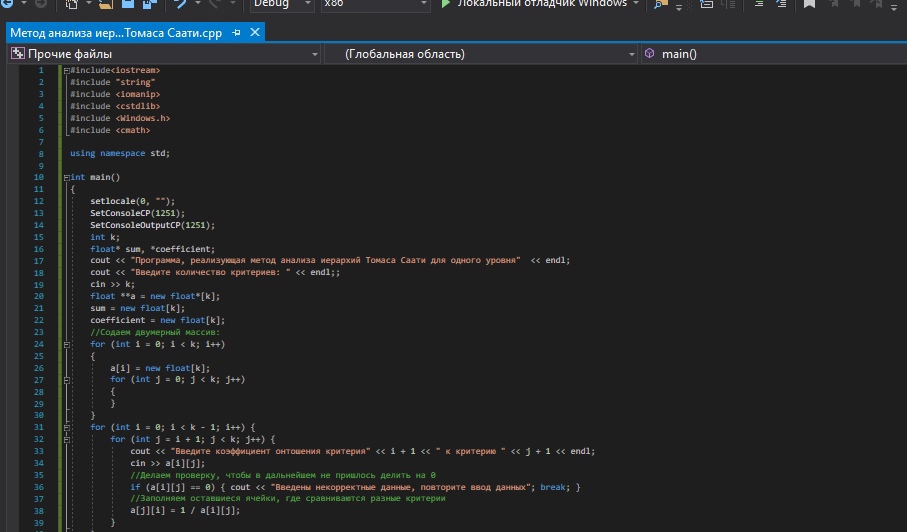 Debug x86 Локальный отладчик Windows
Метод анализа иер...Томаса Саати.cpp
Прочие файлы (Глобальная область) main()
1 #include<iostream>
2 #include "string"
3 #include <iomanip>
4 #include <cstdlib>
5 #include <Windows.h>
6 #include <cmath>
7
8 using namespace std;
9
10 int main()
11 {
12 setlocale(0, "");
13 SetConsoleCP(1251);
14 SetConsoleOutputCP(1251);
15 int k;
16 float* sum, *coefficient;
17 cout << "Программа, реализующая метод анализа иерархий Томаса Саати для одного уровня" << endl;
18 cout << "Введите количество критериев: " << endl;;
19 cin >> k;
20 float **a = new float*[k];
21 sum = new float[k];
22 coefficient = new float[k];
23 //Содаем двумерный массив:
24 for (int i = 0; i < k; i++)
25 {
26 a[i] = new float[k];
27 for (int j = 0; j < k; j++)
28 {
29 }
30 }
31 for (int i = 0; i < k - 1; i++) {
32 for (int j = i + 1; j < k; j++) {
33 cout << "Введите коэффициент онтошения критерия" << i + 1 << " к критерию " << j + 1 << endl;
34 cin >> a[i][j];
35 //Делаем проверку, чтобы в дальнейшем не пришлось делить на 0
36 if (a[i][j] == 0) { cout << "Введены некорректные данные, повторите ввод данных"; break; }
37 //Заполняем оставшиеся ячейки, где сравниваются разные критерии
38 a[j][i] = 1 / a[i][j];
39 }